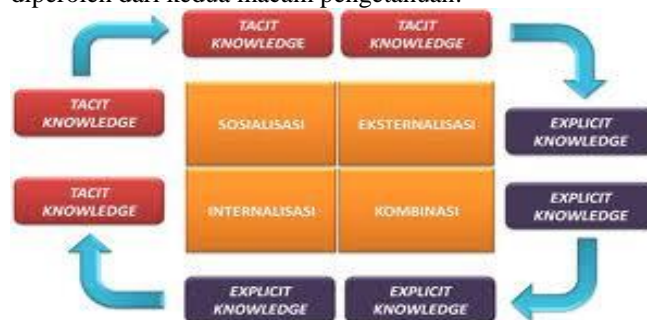 diperoleh dari kedua macam pengetahuan.
TACIT
KNOWLEDGE
TACIT
KNOWLEDGE
TACIT
KNOWLEDGE
SOSIALISASI
EKSTERNALISASI
EXPLICIT
KNOWLEDGE
TACIT
KNOWLEDGE
INTERNALISASI
KOMBINASI
EXPLICIT
KNOWLEDGE
EXPLICIT
KNOWLEDGE
EXPLICIT
KNOWLEDGE